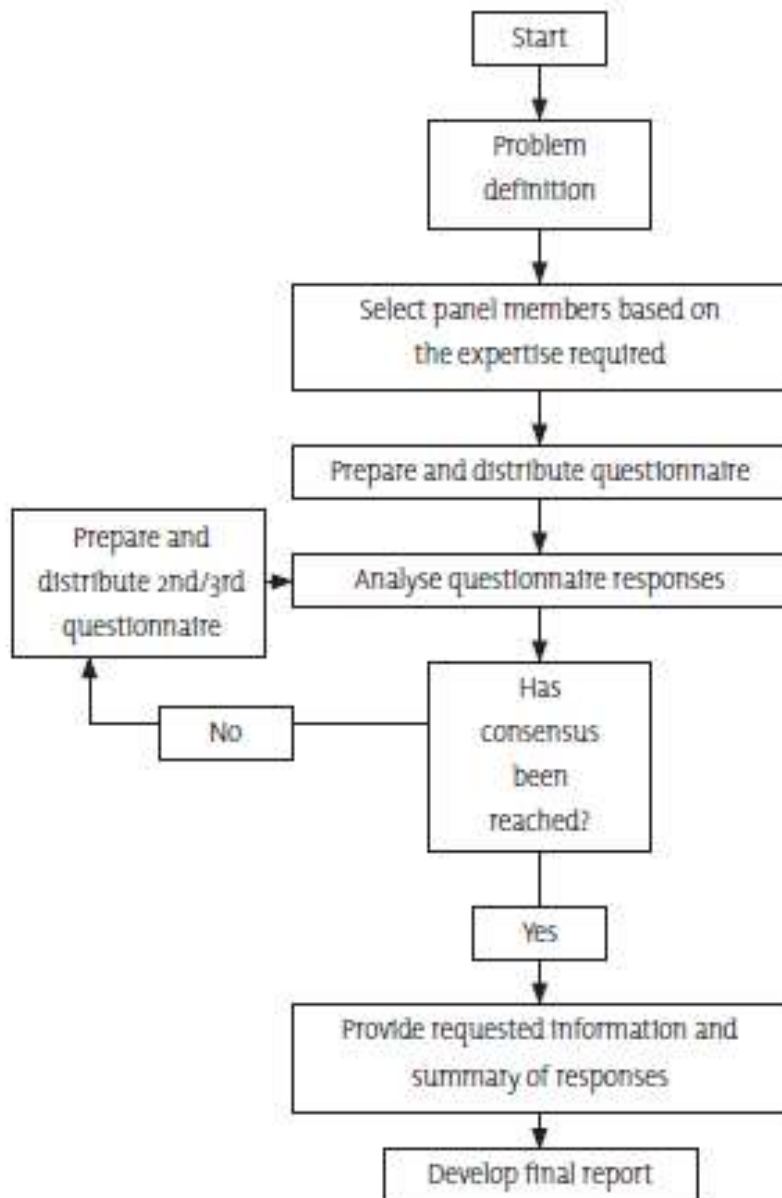 Start
Problem
definition
Select panel members based on
the expertise required
Prepare and distribute questionnaire
Prepare and
distribute 2nd/3rd
questionnaire
Analyse questionnaire responses
Has
consensus
been
reached?
No
Yes
Provide requested information and
summary of responses
Develop final report